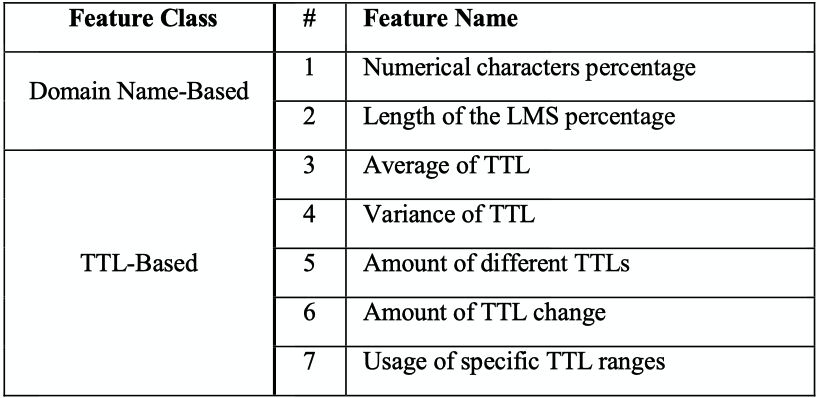 Feature Class # Feature Name
Domain Name-Based
1 Numerical characters percentage
2 Length of the LMS percentage
TTL-Based
3 Average of TTL
4 Variance of TTL
5 Amount of different TTLs
6 Amount of TTL change
7 Usage of specific TTL ranges